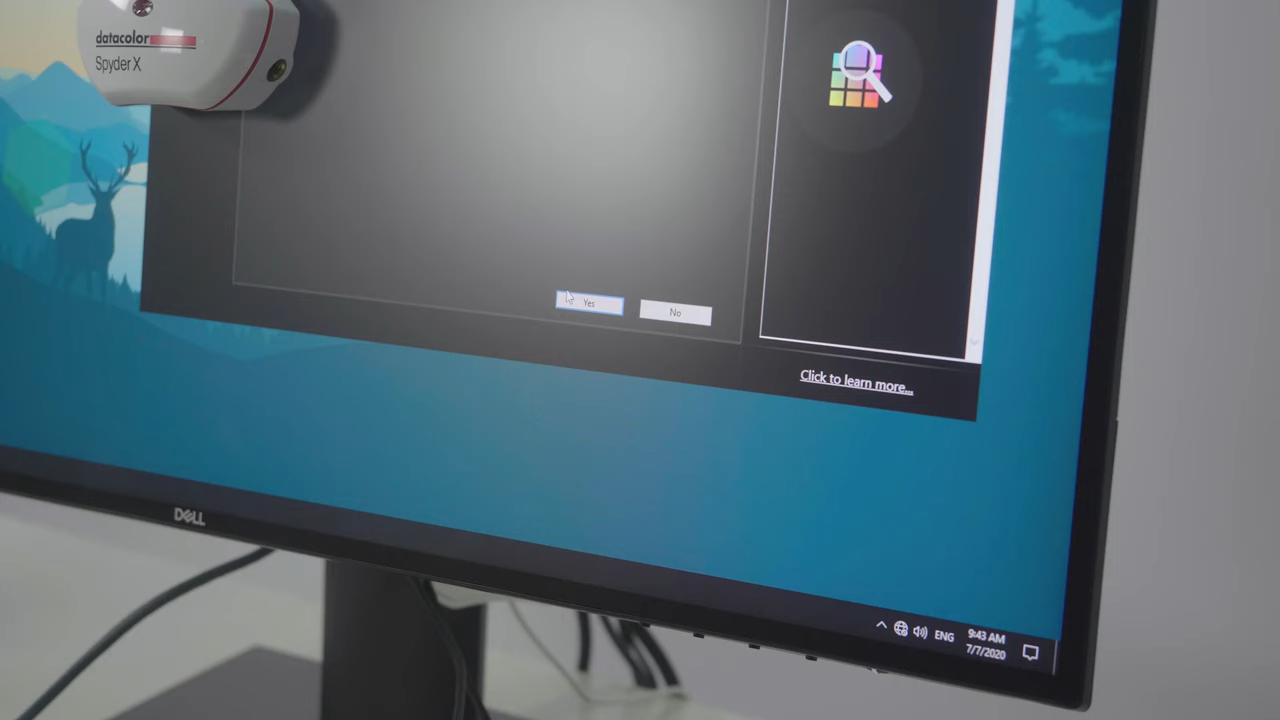 datacolor
Spyder X
Yes
No
Click to learn more...
DELL
ENG
9:43 AM
7/7/2020